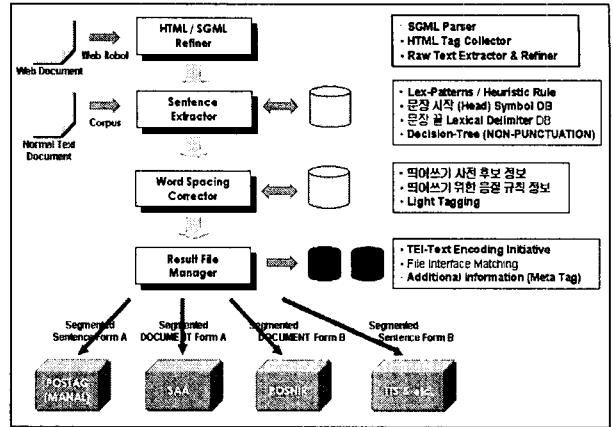 HTML / SGML
Refiner
Web Robot
Web Document
• SGML Parser
• HTML Tag Collector
• Raw Text Extractor & Refiner
Sentence
Extractor
Corpus
Normal Text
Document
• Lex-Patterns / Heuristic Rule
• 문장 시작 (Head) Symbol DB
• 문장 끝 Lexical Delimiter DB
• Decision-Tree (NON-PUNCTUATION)
Word Spacing
Corrector
• 띄어쓰기 사전 후보 정보
• 띄어쓰기 위한 음절 규칙 정보
• Light Tagging
Result File
Manager
• TEI-Text Encoding Initiative
• File Interface Matching
• Additional Information (Meta Tag)
Segmented
Sentence Form A
Segmented
DOCUMENT Form A
Segmented
DOCUMENT Form B
Segmented
Sentence Form B
POSTAG
(MANAL)
SAA